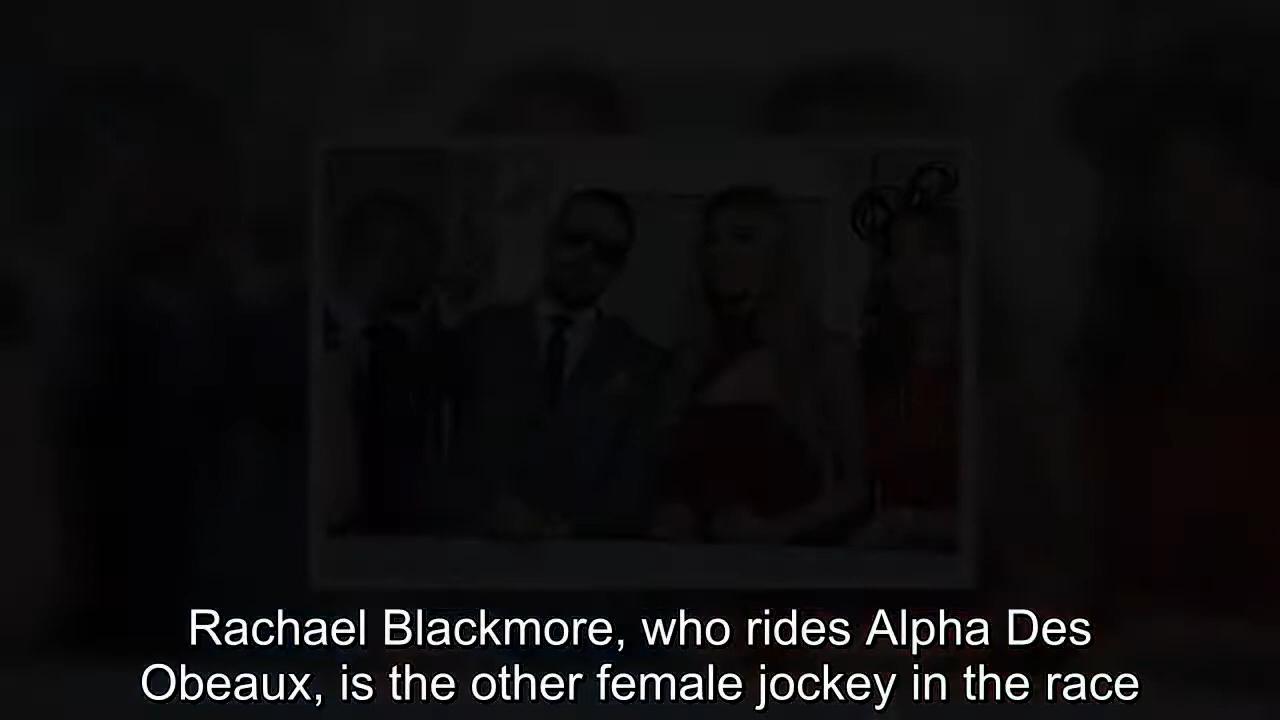 Rachael Blackmore, who rides Alpha Des
Obeaux, is the other female jockey in the race